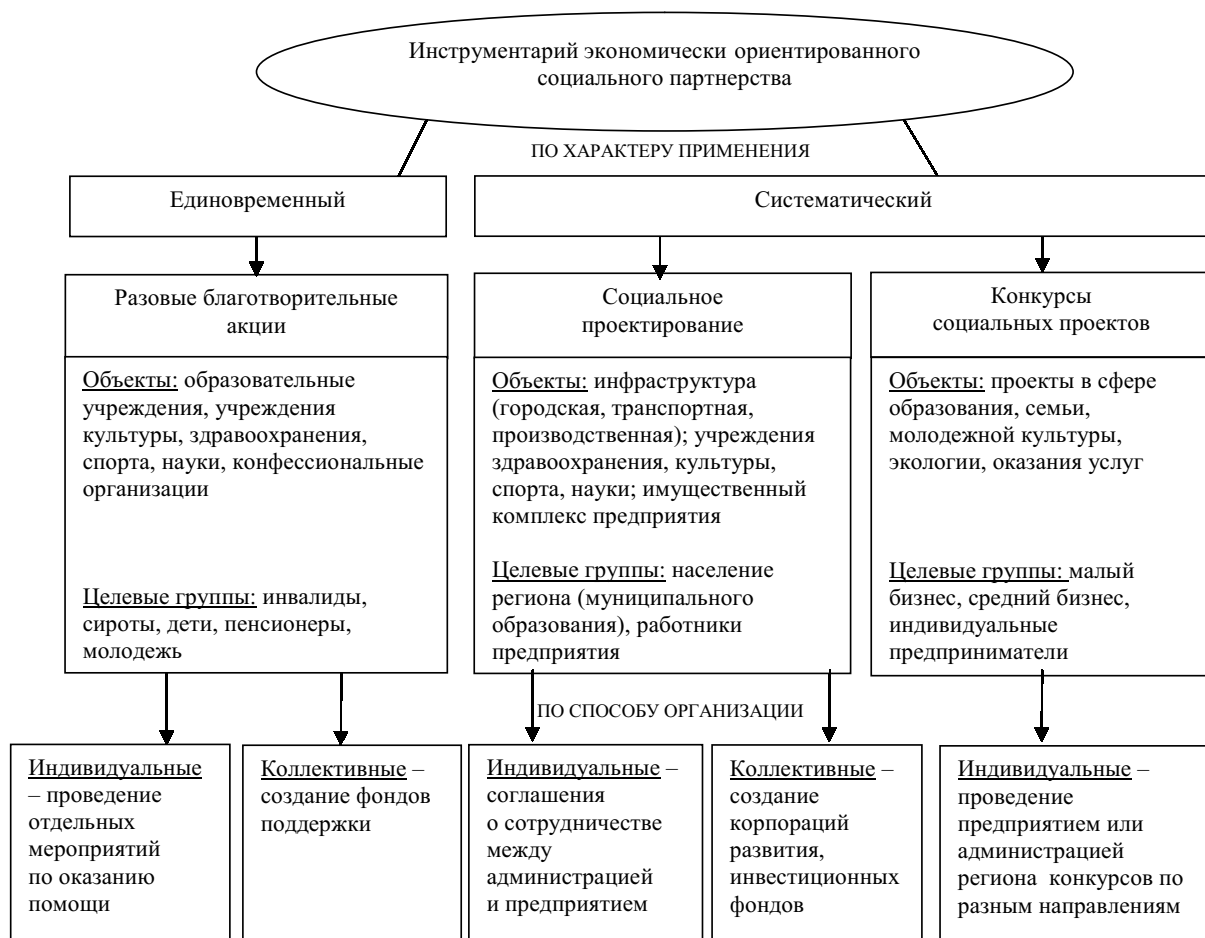 Инструментарий экономически ориентированного
социального партнерства
ПО ХАРАКТЕРУ ПРИМЕНЕНИЯ
Единовременный
Систематический
Разовые благотворительные
акции
Социальное
проектирование
Конкурсы
социальных проектов
Объекты: образовательные
учреждения, учреждения
культуры, здравоохранения,
спорта, науки, конфессиональные
организации
Целевые группы: инвалиды,
сироты, дети, пенсионеры,
молодежь
Объекты: инфраструктура
(городская, транспортная,
производственная); учреждения
здравоохранения, культуры,
спорта, науки; имущественный
комплекс предприятия
Целевые группы: население
региона (муниципального
образования), работники
предприятия
Объекты: проекты в сфере
образования, семьи,
молодежной культуры,
экологии, оказания услуг
Целевые группы: малый
бизнес, средний бизнес,
индивидуальные
предприниматели
ПО СПОСОБУ ОРГАНИЗАЦИИ
Индивидуальные
– проведение
отдельных
мероприятий
по оказанию
помощи
Коллективные –
создание фондов
поддержки
Индивидуальные –
соглашения
о сотрудничестве
между
администрацией
и предприятием
Коллективные –
создание
корпораций
развития,
инвестиционных
фондов
Индивидуальные –
проведение
предприятием или
администрацией
региона конкурсов по
разным направлениям